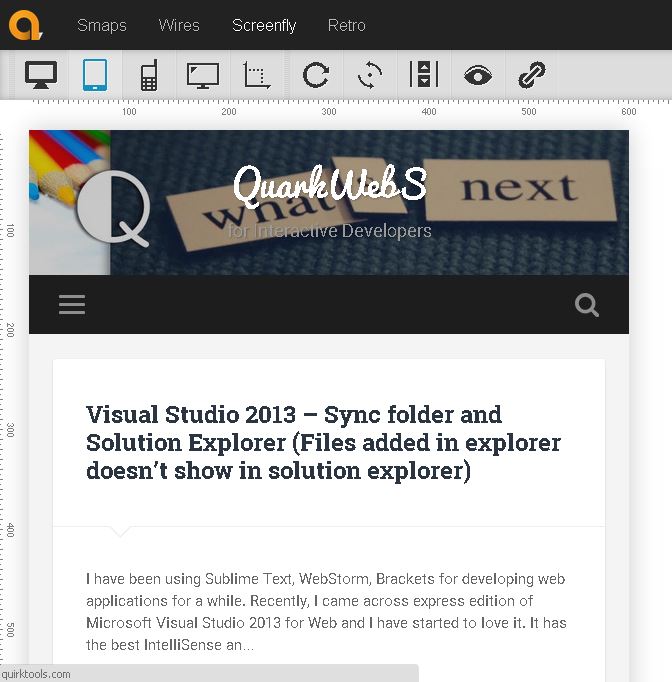 Smaps Wires Screenfly Retro
100 200 300 400 500 600
QuarkWebS
what's next
for Interactive Developers
100
200
300
400
500
Visual Studio 2013 – Sync folder and
Solution Explorer (Files added in explorer
doesn’t show in solution explorer)
I have been using Sublime Text, WebStorm, Brackets for developing web
applications for a while. Recently, I came across express edition of
Microsoft Visual Studio 2013 for Web and I have started to love it. It has
the best IntelliSense an...
quirktools.com